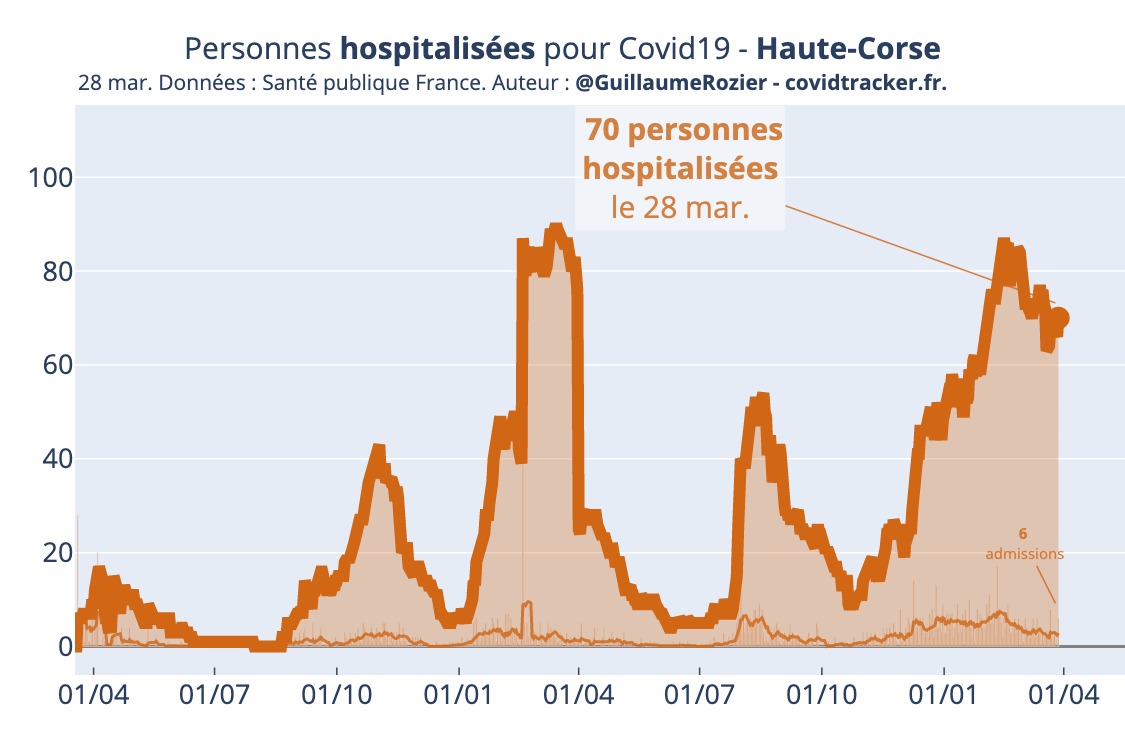 Personnes hospitalisées pour Covid19 - Haute-Corse
28 mar. Données : Santé publique France. Auteur : @GuillaumeRozier - covidtracker.fr.
70 personnes
hospitalisées
le 28 mar.
100
80
60
40
20
0
6
admissions
01/04
01/07
01/10
01/01
01/04
01/07
01/10
01/01
01/04